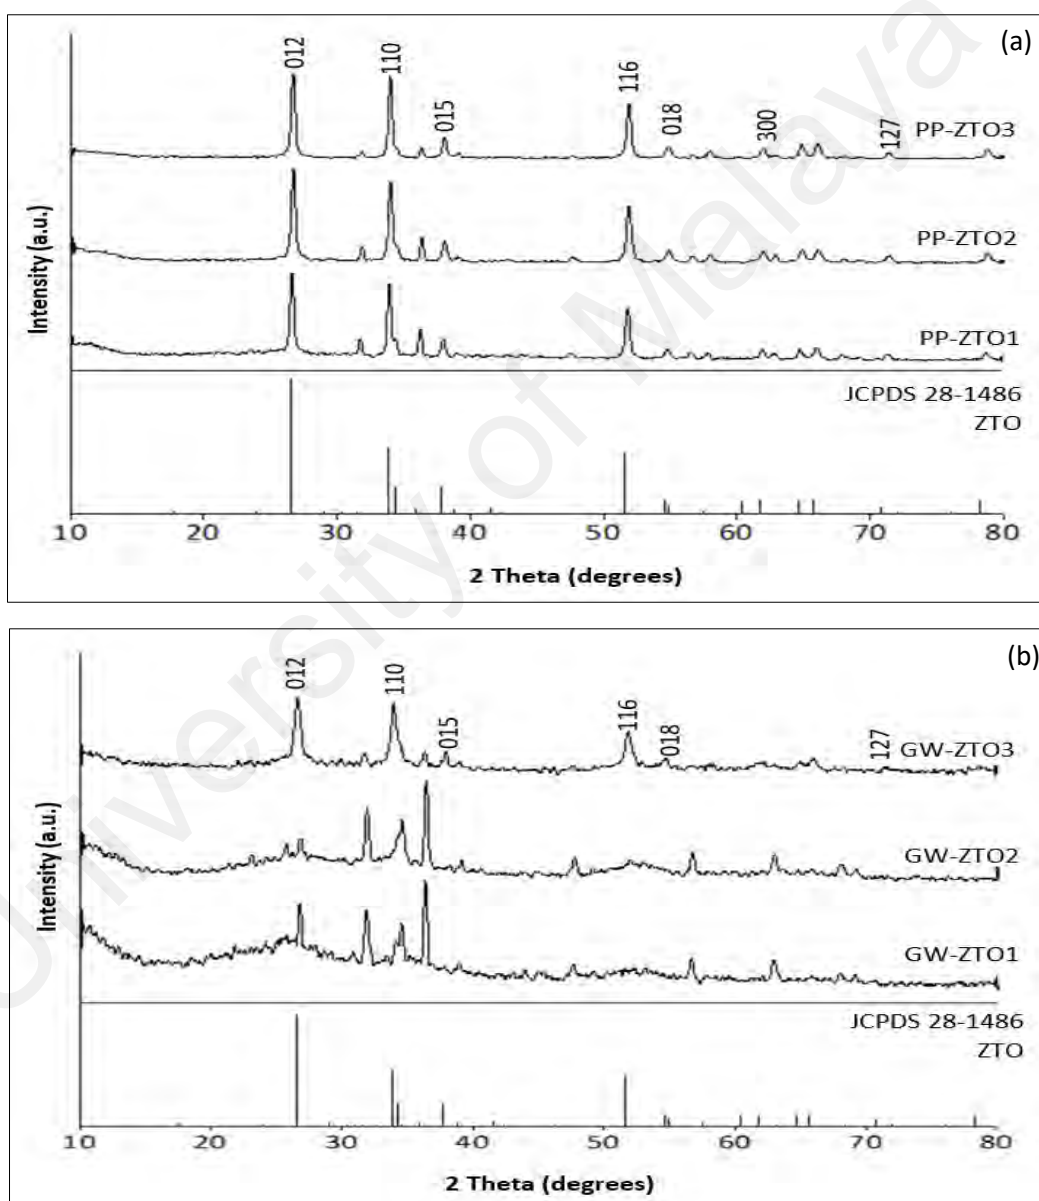 (a)
012
110
015
116
018
300
127
PP-ZTO3
PP-ZTO2
PP-ZTO1
Intensity (a.u.)
JCPDS 28-1486
ZTO
10 20 30 40 50 60 70 80
2 Theta (degrees)
(b)
012
110
015
116
018
127
GW-ZTO3
GW-ZTO2
GW-ZTO1
Intensity (a.u.)
JCPDS 28-1486
ZTO
10 20 30 40 50 60 70 80
2 Theta (degrees)
University of Malaya